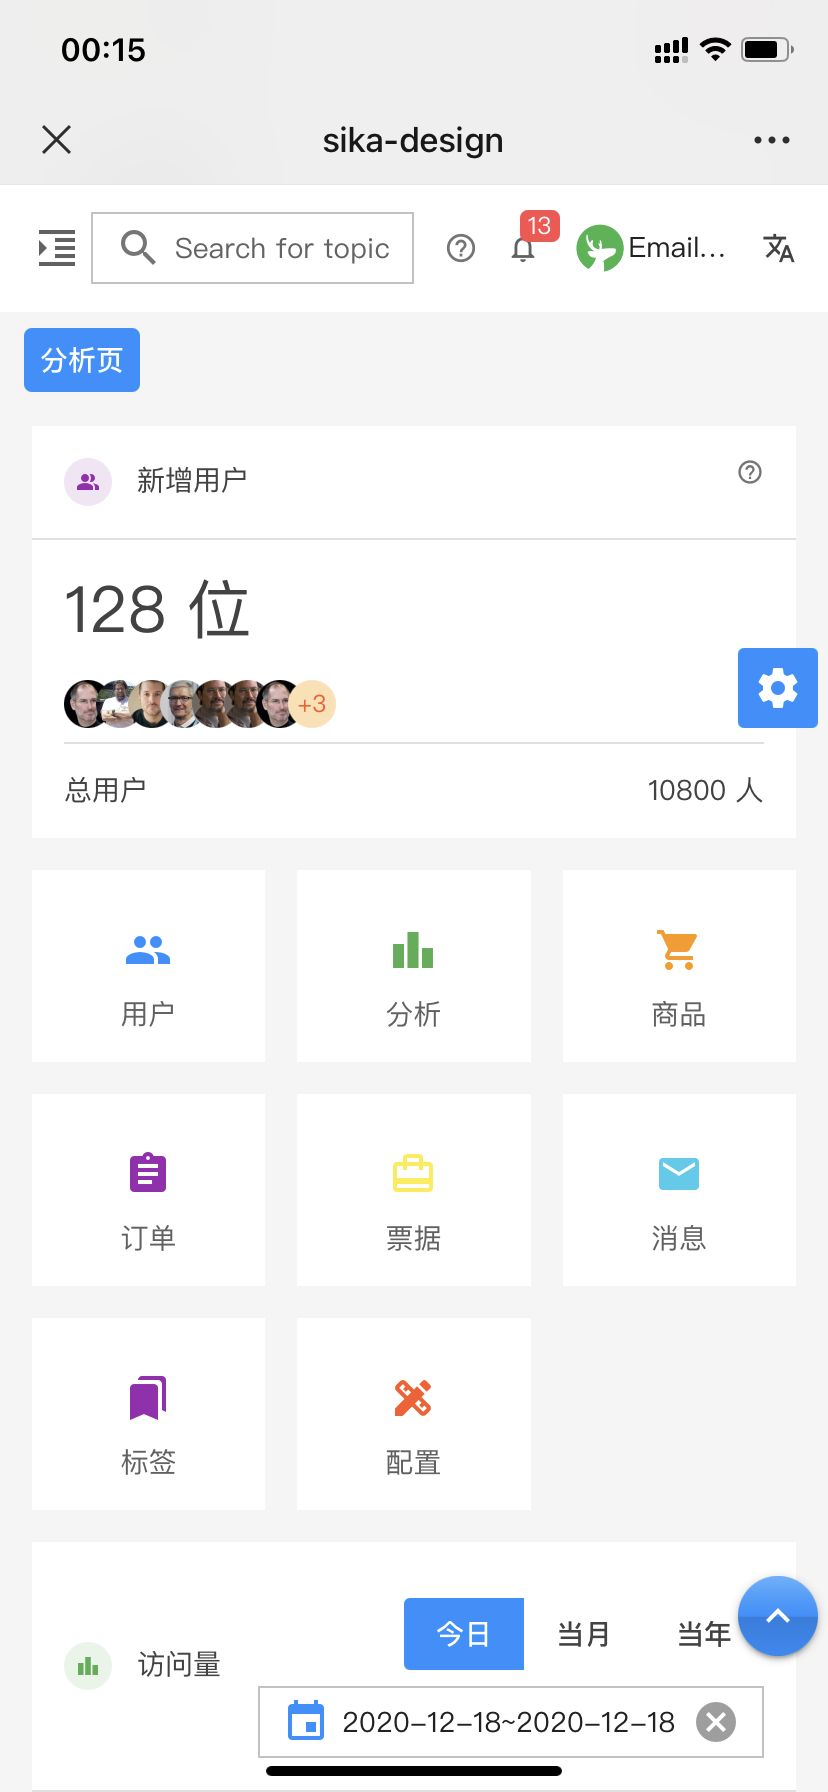 00:15
sika-design
Search for topic
13
Email...
文A
分析页
新增用户
128 位
+3
总用户 10800 人
用户 分析 商品
订单 票据 消息
标签 配置
今日 当月 当年
访问量
2020-12-18~2020-12-18